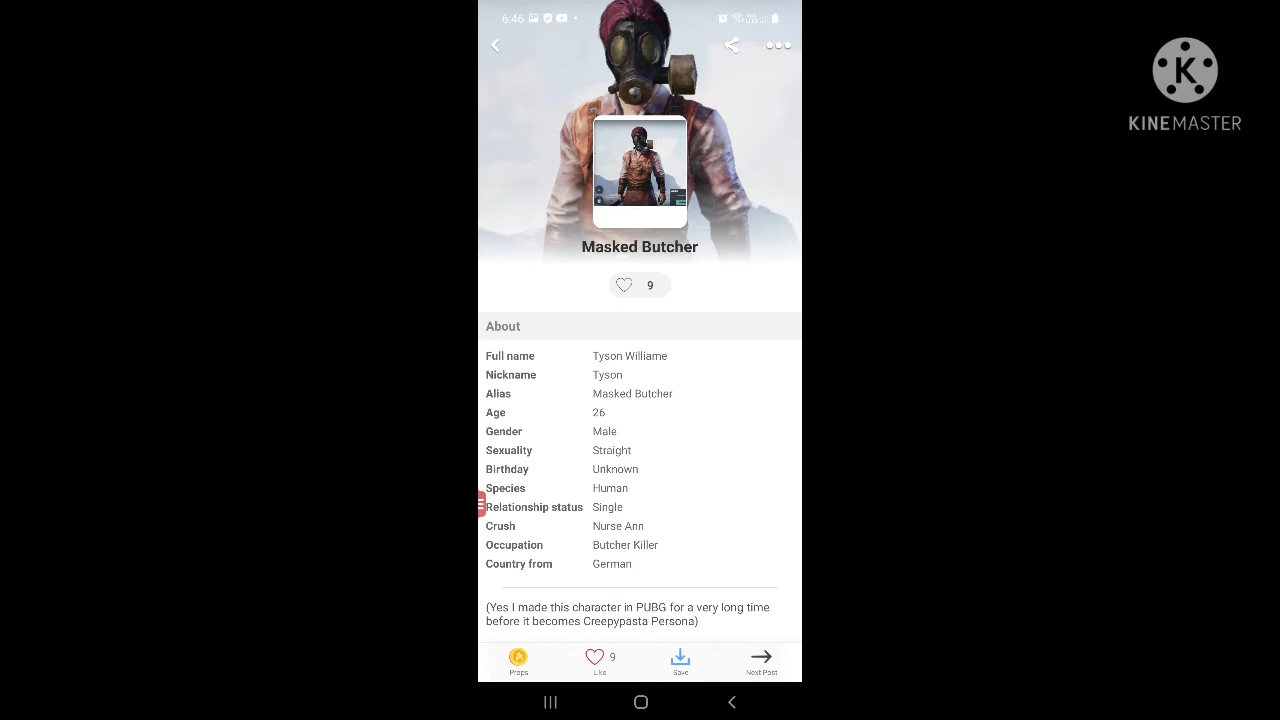 6:46
KINEMASTER
Masked Butcher
9
About
Full name Tyson Williame
Nickname Tyson
Alias Masked Butcher
Age 26
Gender Male
Sexuality Straight
Birthday Unknown
Species Human
Relationship status Single
Crush Nurse Ann
Occupation Butcher Killer
Country from German
(Yes I made this character in PUBG for a very long time
before it becomes Creepypasta Persona)
Props
9
Like
Save
Next Post